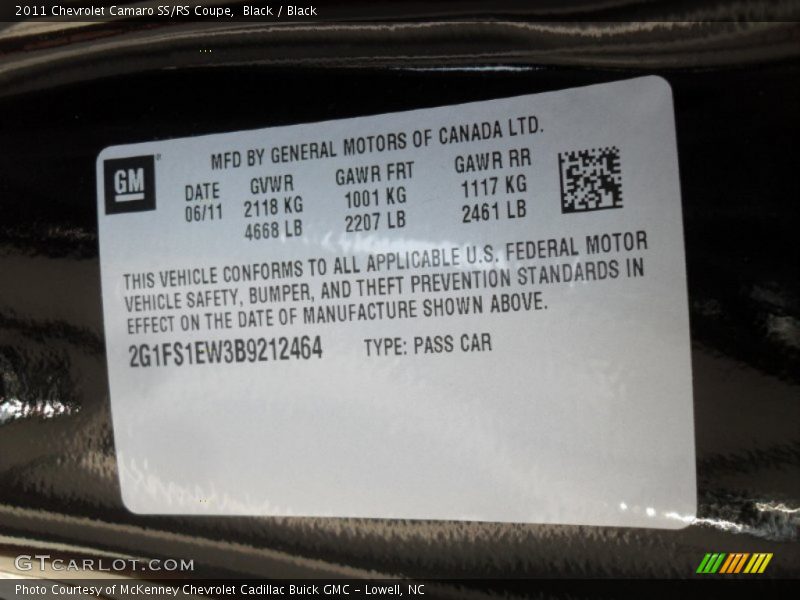 2011 Chevrolet Camaro SS/RS Coupe, Black / Black
GM
MFD BY GENERAL MOTORS OF CANADA LTD.
DATE GVWR GAWR FRT GAWR RR
06/11 2118 KG 1001 KG 1117 KG
4668 LB 2207 LB 2461 LB
THIS VEHICLE CONFORMS TO ALL APPLICABLE U.S. FEDERAL MOTOR
VEHICLE SAFETY, BUMPER, AND THEFT PREVENTION STANDARDS IN
EFFECT ON THE DATE OF MANUFACTURE SHOWN ABOVE.
2G1FS1EW3B9212464 TYPE: PASS CAR
GTCARLOT.COM
Photo Courtesy of McKenney Chevrolet Cadillac Buick GMC - Lowell, NC